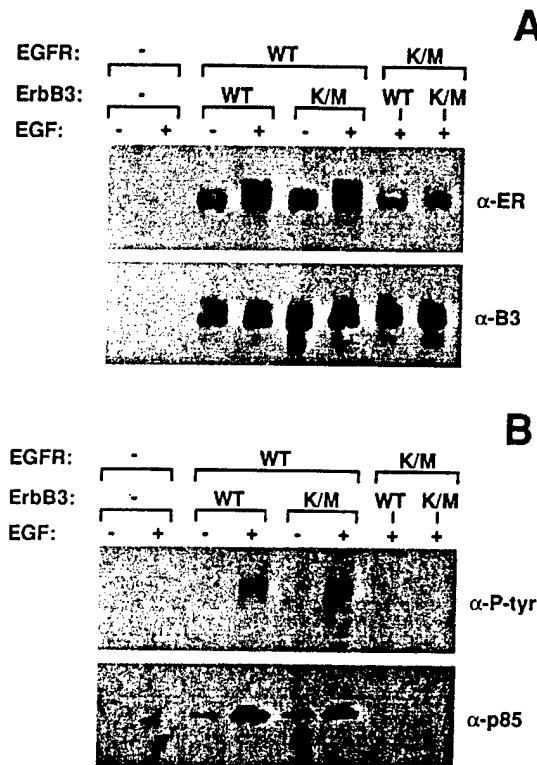 A
EGFR: - WT K/M
ErbB3: - WT K/M WT K/M
EGF: - + - + - + + +
α-ER
α-B3
B
EGFR: - WT K/M
ErbB3: - WT K/M WT K/M
EGF: - + - + - + + +
α-P-tyr
α-p85